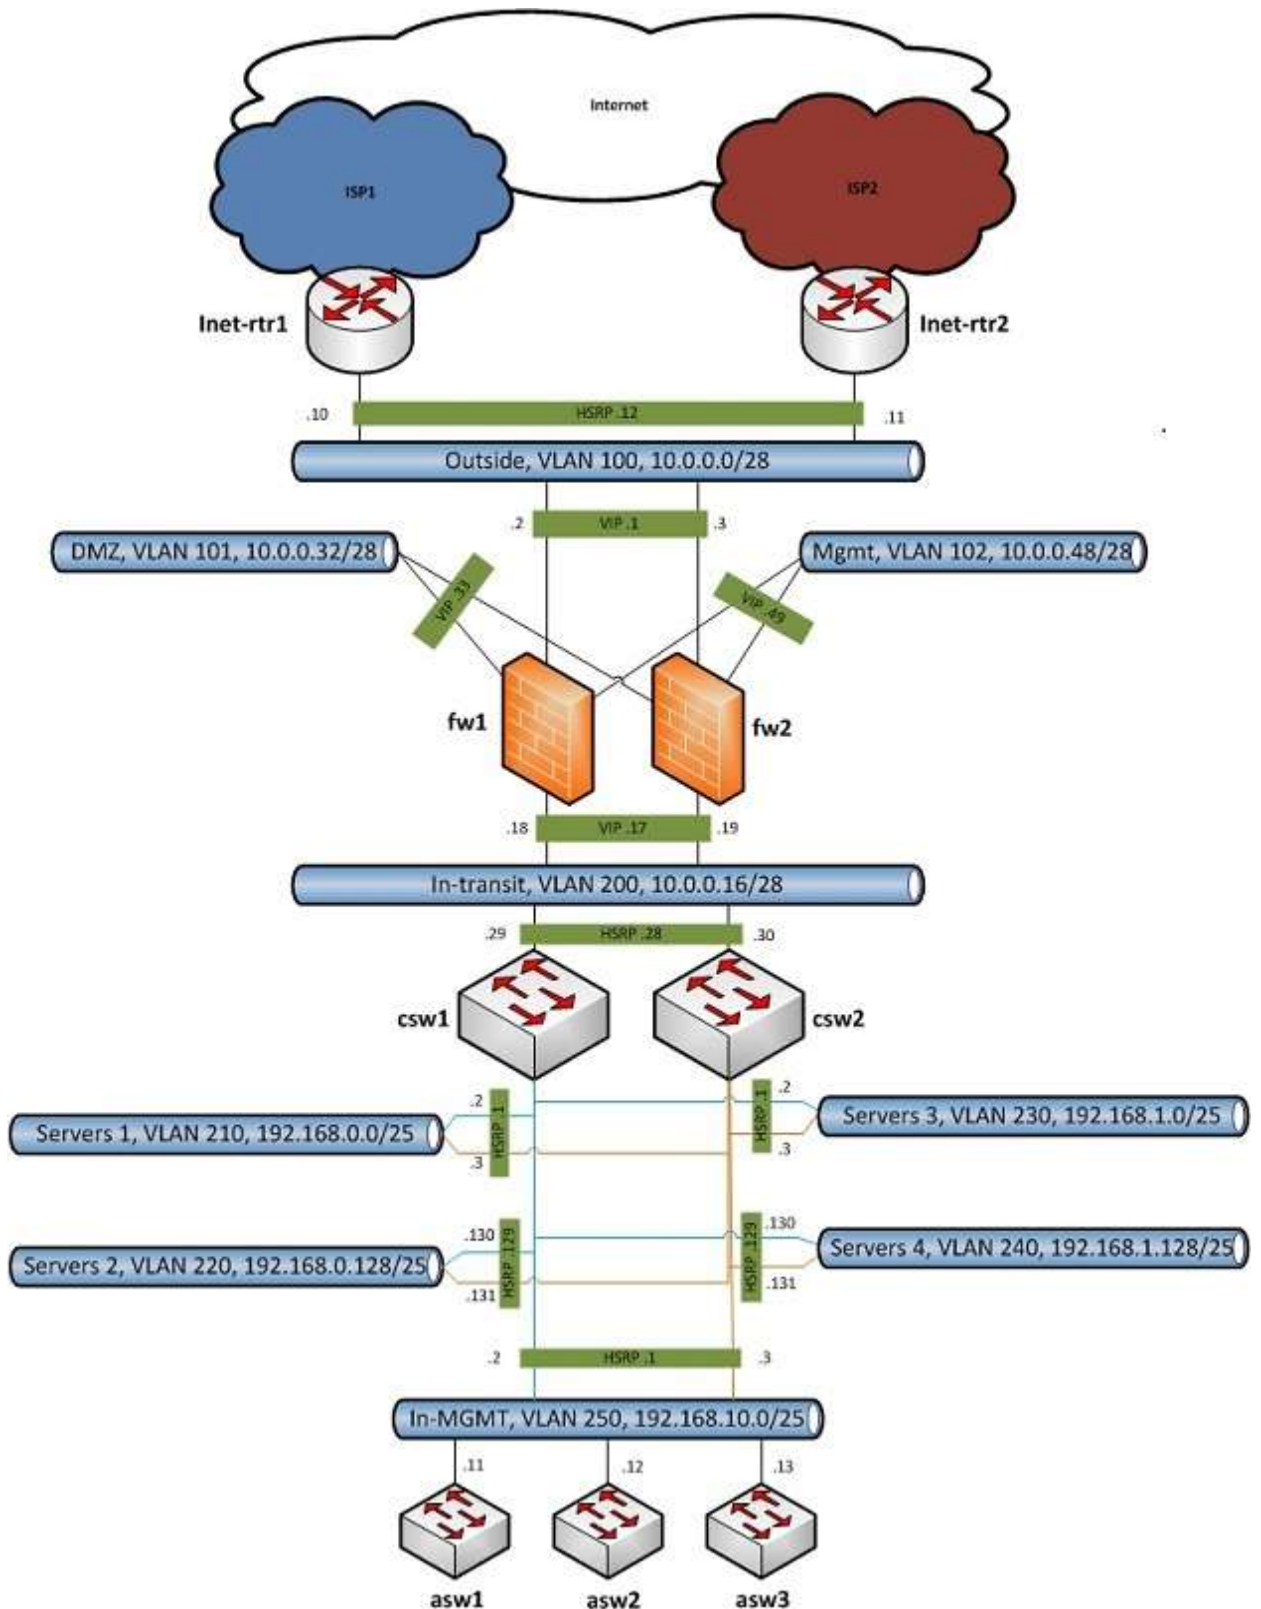 Internet
ISP1
ISP2
Inet-rtr1
Inet-rtr2
.10
HSRP .12
.11
Outside, VLAN 100, 10.0.0.0/28
.2
VIP .1
.3
DMZ, VLAN 101, 10.0.0.32/28
Mgmt, VLAN 102, 10.0.0.48/28
VIP .33
VIP .49
fw1
fw2
.18
VIP .17
.19
In-transit, VLAN 200, 10.0.0.16/28
.29
HSRP .28
.30
csw1
csw2
.2
HSRP .1
.3
Servers 1, VLAN 210, 192.168.0.0/25
.2
HSRP .1
.3
Servers 3, VLAN 230, 192.168.1.0/25
.130
HSRP .129
.131
Servers 2, VLAN 220, 192.168.0.128/25
.130
HSRP .129
.131
Servers 4, VLAN 240, 192.168.1.128/25
.2
HSRP .1
.3
In-MGMT, VLAN 250, 192.168.10.0/25
.11
.12
.13
asw1
asw2
asw3